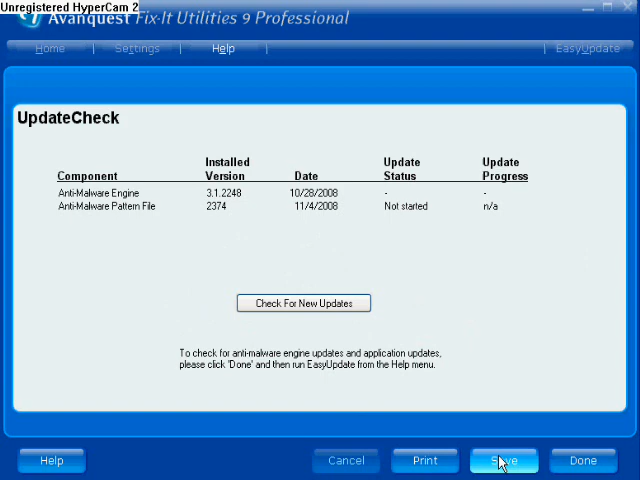 Unregistered HyperCam 2
Avanquest Fix-It Utilities 9 Professional
Home | Settings | Help | EasyUpdate
UpdateCheck
Component Installed Version Date Update Status Update Progress
Anti-Malware Engine 3.1.2248 10/28/2008 - -
Anti-Malware Pattern File 2374 11/4/2008 Not started n/a
Check For New Updates
To check for anti-malware engine updates and application updates,
please click 'Done' and then run EasyUpdate from the Help menu.
Help Cancel Print Save Done